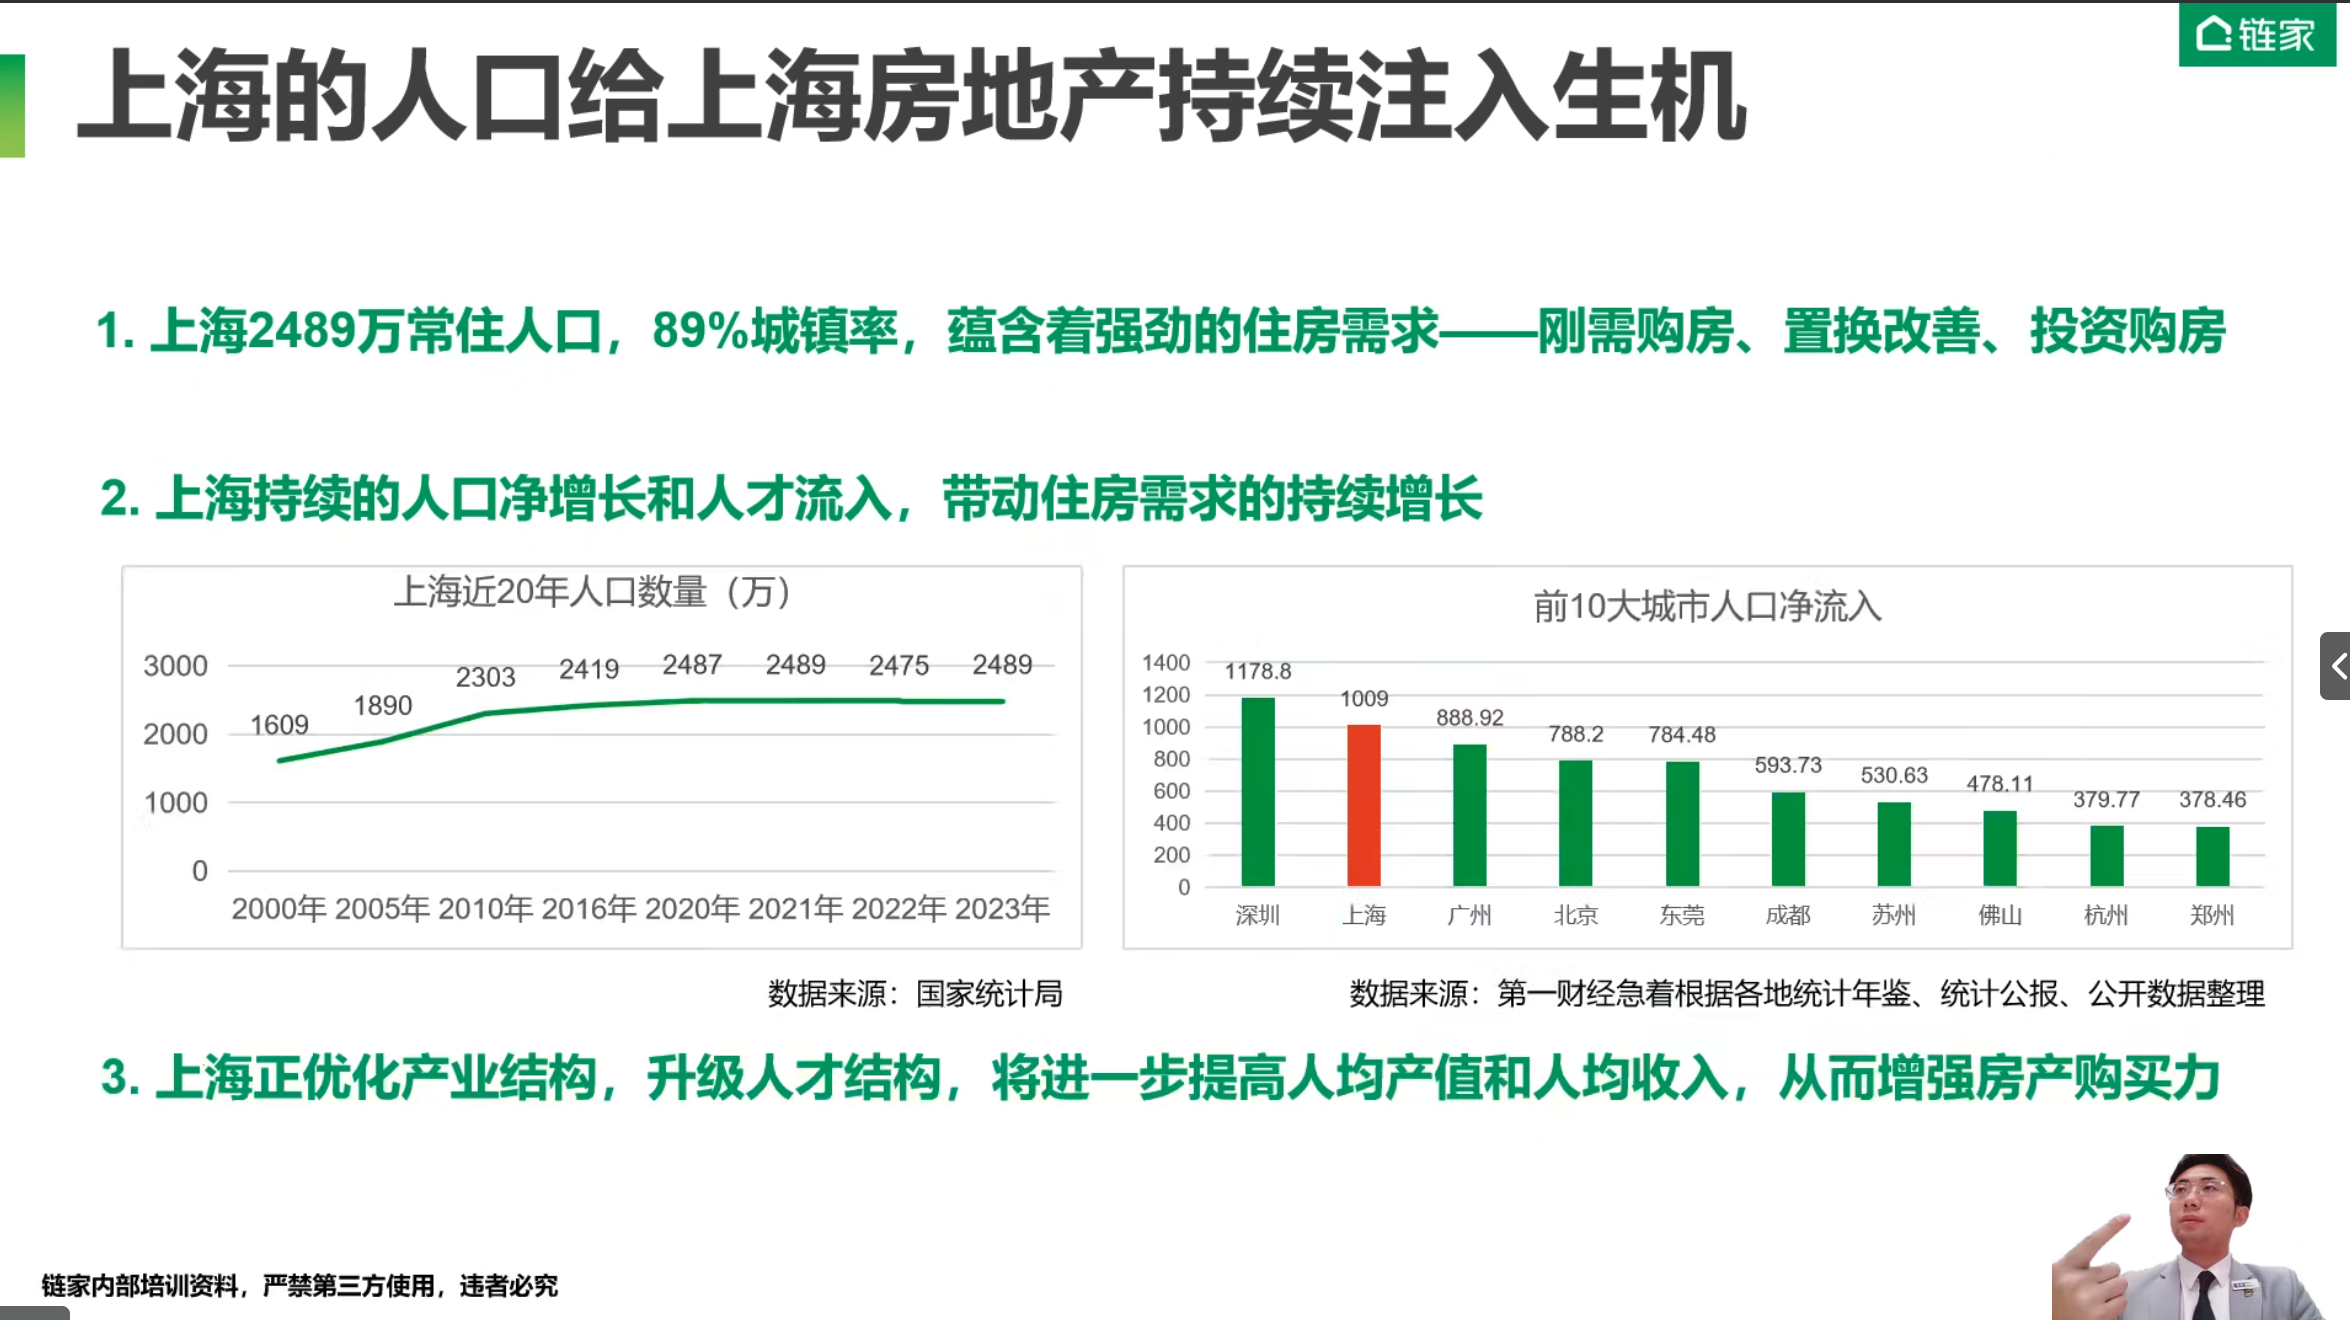 链家
上海的人口给上海房地产持续注入生机
1. 上海2489万常住人口，89%城镇率，蕴含着强劲的住房需求——刚需购房、置换改善、投资购房
2. 上海持续的人口净增长和人才流入，带动住房需求的持续增长
上海近20年人口数量（万）
3000
2000
1000
0
1609
1890
2303
2419
2487
2489
2475
2489
2000年 2005年 2010年 2016年 2020年 2021年 2022年 2023年
数据来源：国家统计局
前10大城市人口净流入
1400
1200
1000
800
600
400
200
0
1178.8
1009
888.92
788.2
784.48
593.73
530.63
478.11
379.77
378.46
深圳 上海 广州 北京 东莞 成都 苏州 佛山 杭州 郑州
数据来源：第一财经急着根据各地统计年鉴、统计公报、公开数据整理
3. 上海正优化产业结构，升级人才结构，将进一步提高人均产值和人均收入，从而增强房产购买力
链家内部培训资料，严禁第三方使用，违者必究